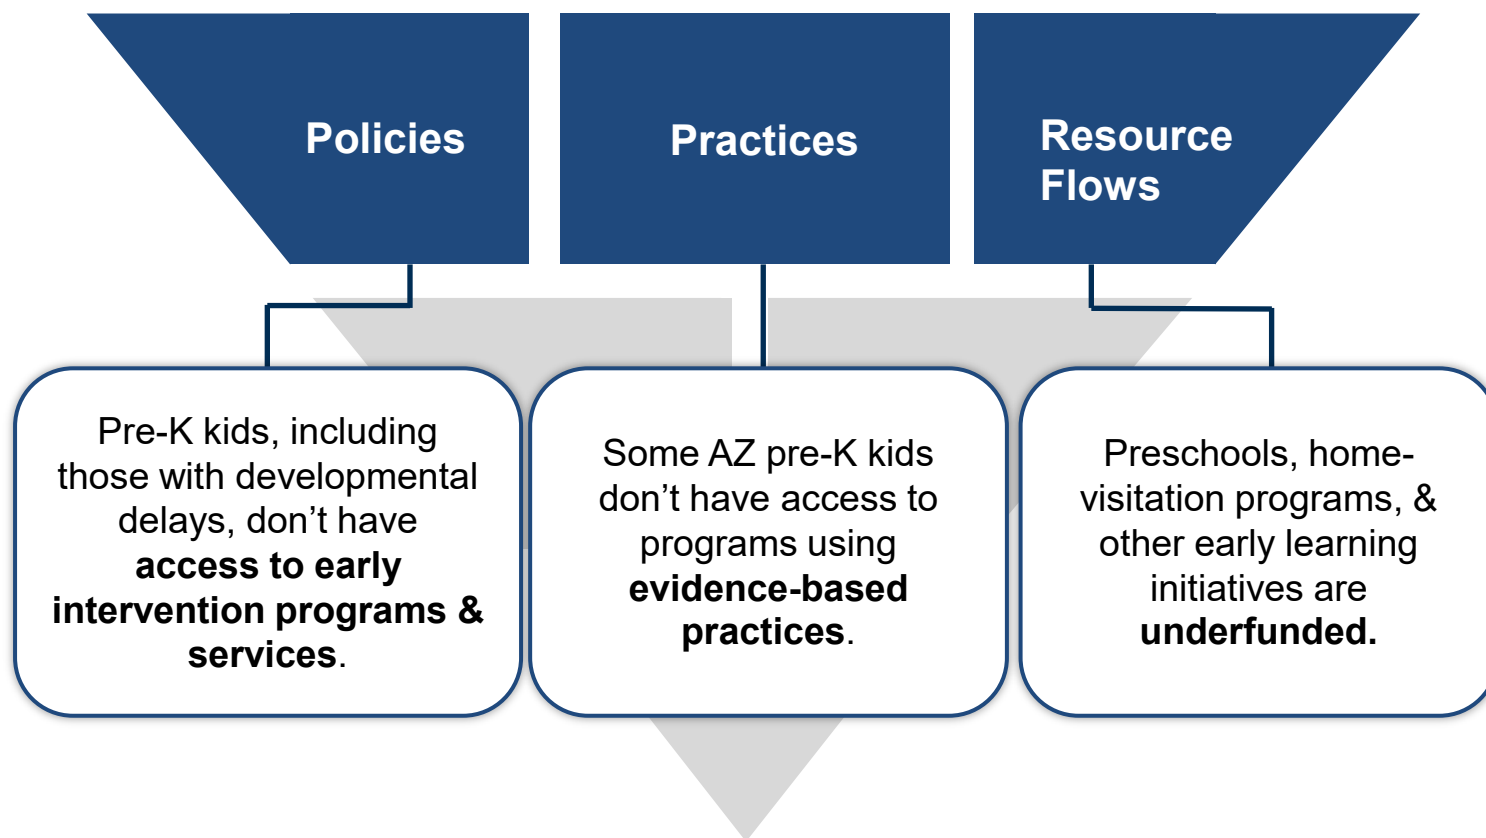 Policies
Practices
Resource
Flows
Pre-K kids, including
those with developmental
delays, don’t have
access to early
intervention programs &
services.
Some AZ pre-K kids
don’t have access to
programs using
evidence-based
practices.
Preschools, home-
visitation programs, &
other early learning
initiatives are
underfunded.